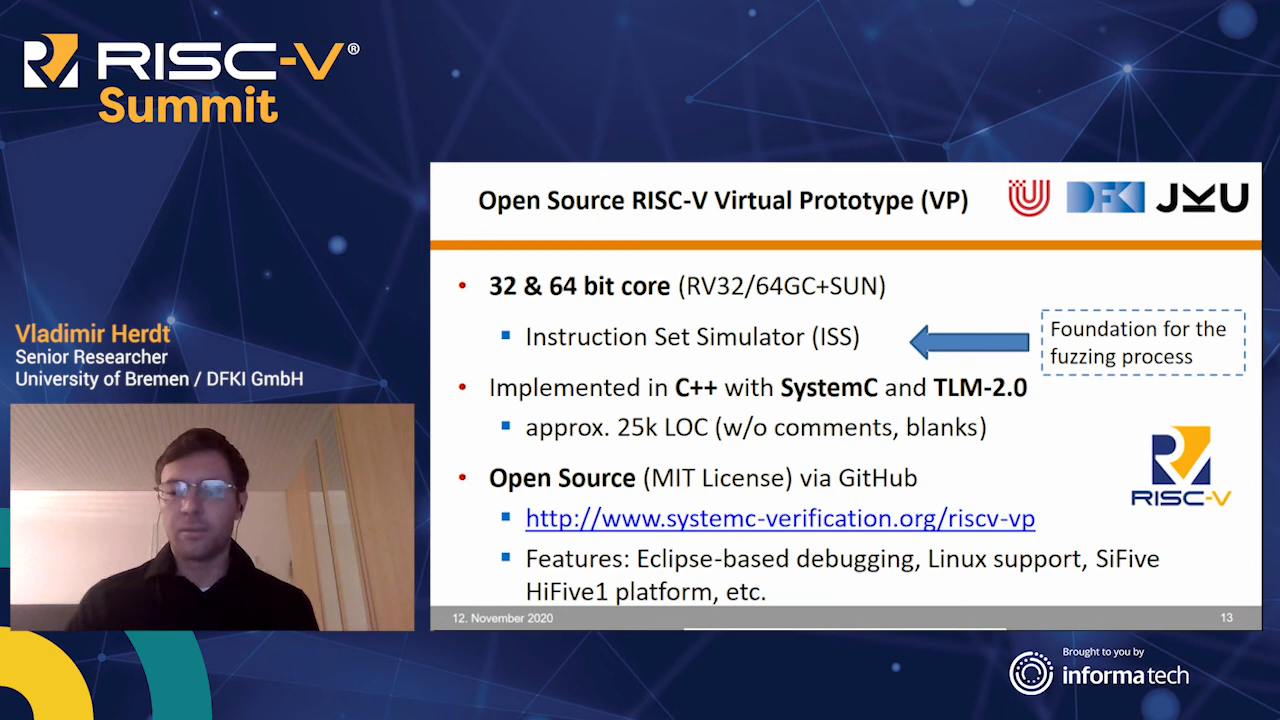 RISC-V®
Summit
Open Source RISC-V Virtual Prototype (VP)
DFKI
JKU
32 & 64 bit core (RV32/64GC+SUN)
Instruction Set Simulator (ISS)
Foundation for the
fuzzing process
Implemented in C++ with SystemC and TLM-2.0
approx. 25k LOC (w/o comments, blanks)
Open Source (MIT License) via GitHub
http://www.systemc-verification.org/riscv-vp
Features: Eclipse-based debugging, Linux support, SiFive
HiFive1 platform, etc.
RISC-V
12. November 2020
13
Vladimir Herdt
Senior Researcher
University of Bremen / DFKI GmbH
Brought to you by
informa tech